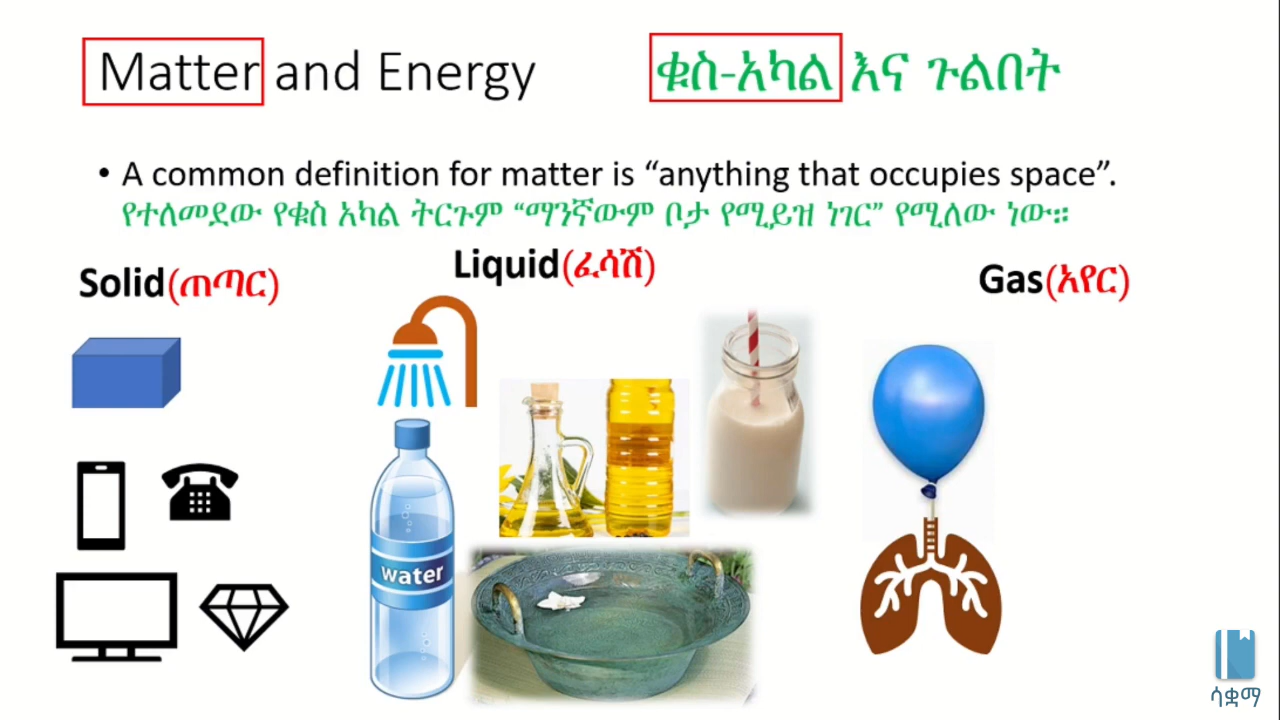 Matter and Energy
ቁስ-አካል እና ጉልበት
• A common definition for matter is “anything that occupies space”.
የተለመደው የቁስ አካል ትርጉም “ማንኛውም ቦታ የሚይዝ ነገር” የሚለው ነው።
Solid(ጠጣር)
Liquid(ፈሳሽ)
Gas(አየር)
water
ሳቋማ